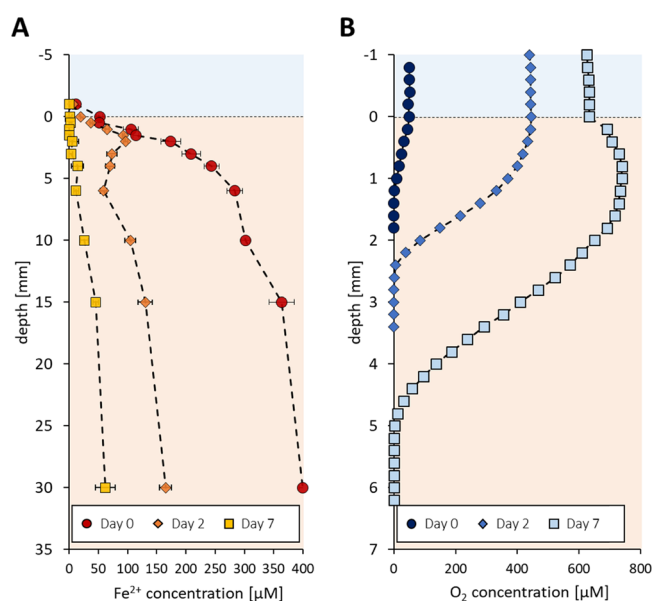 A
B
-5
0
5
10
15
20
25
30
35
depth [mm]
0 50 100 150 200 250 300 350 400
Fe²⁺ concentration [µM]
Day 0 Day 2 Day 7
-1
0
1
2
3
4
5
6
7
depth [mm]
0 200 400 600 800
O₂ concentration [µM]
Day 0 Day 2 Day 7